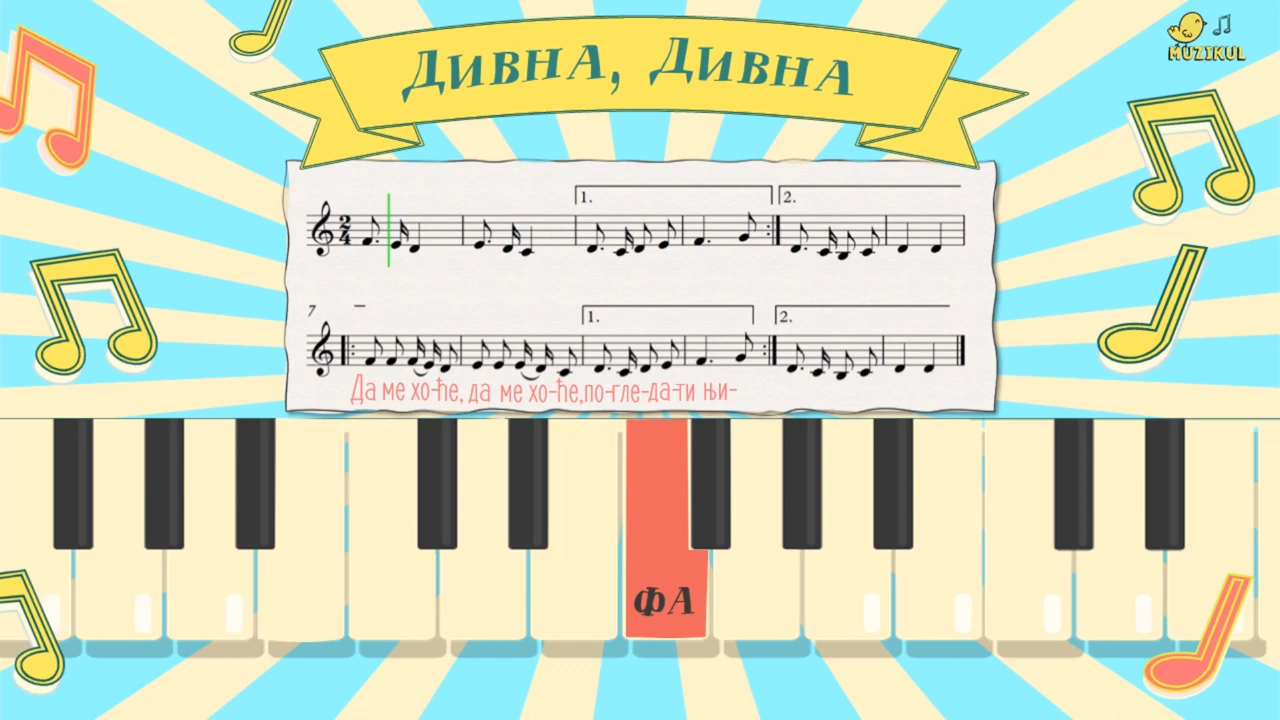 Дивна, Дивна
MUZIKUL
1.
2.
2
4
7
1.
2.
Да ме хо-ће, да ме хо-ће,по-гле-да-ти њи-
ФА